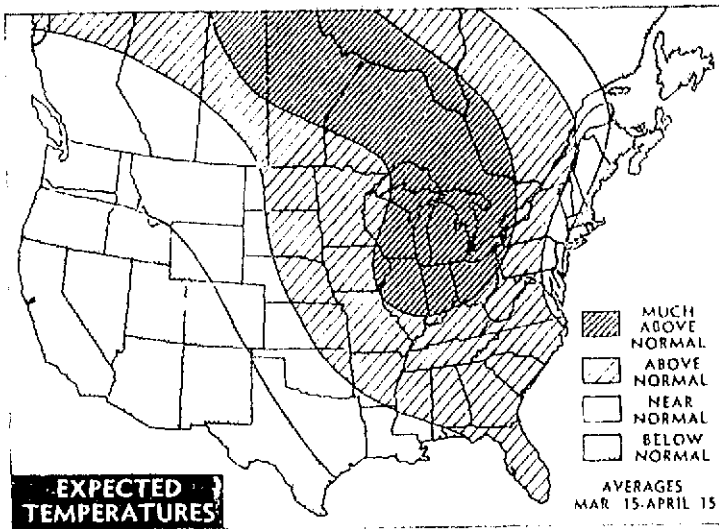 MUCH
ABOVE
NORMAL
ABOVE
NORMAL
NEAR
NORMAL
BELOW
NORMAL
EXPECTED
TEMPERATURES
AVERAGES
MAR 15-APRIL 15